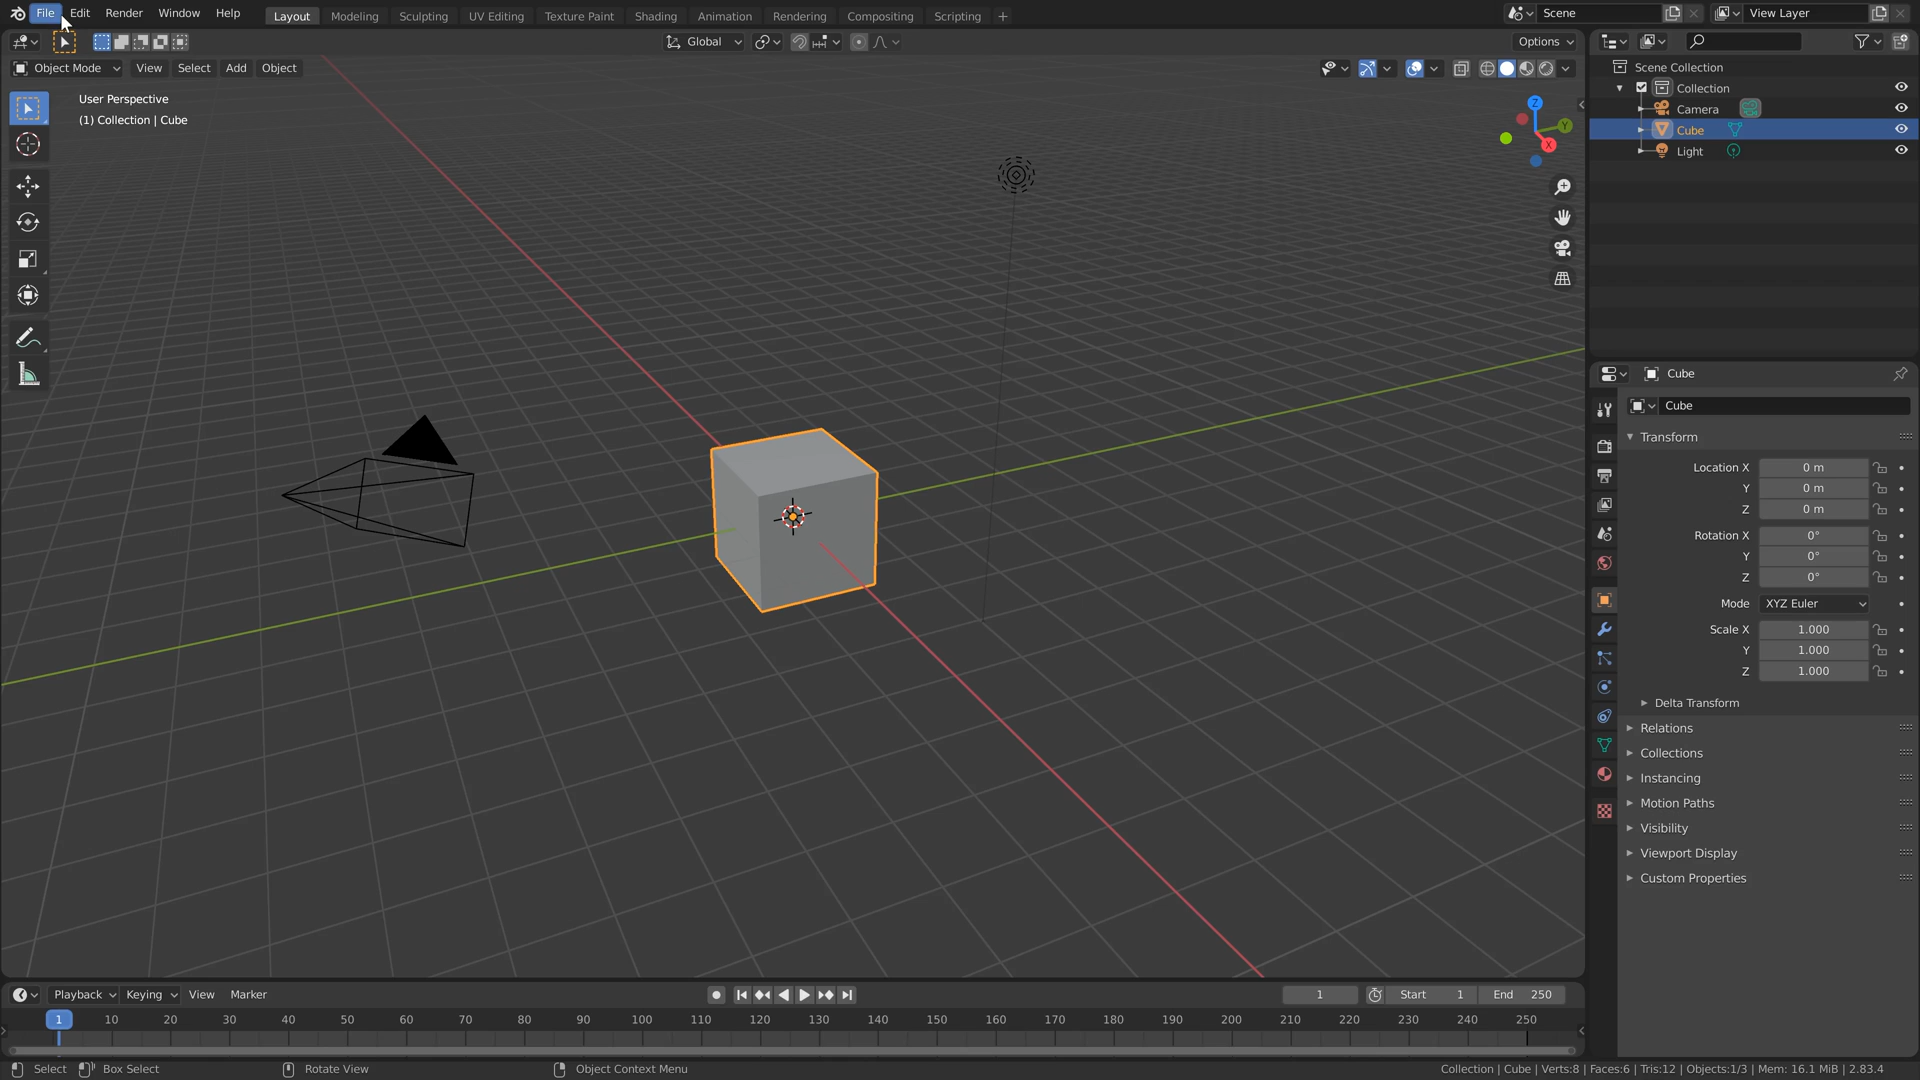 File Edit Render Window Help Layout Modeling Sculpting UV Editing Texture Paint Shading Animation Rendering Compositing Scripting + Scene View Layer
Global Options
Object Mode View Select Add Object
User Perspective
(1) Collection | Cube
Z
Y
X
Scene Collection
Collection
Camera
Cube
Light
Cube
Cube
Transform
Location X 0 m
Y 0 m
Z 0 m
Rotation X 0°
Y 0°
Z 0°
Mode XYZ Euler
Scale X 1.000
Y 1.000
Z 1.000
Delta Transform
Relations
Collections
Instancing
Motion Paths
Visibility
Viewport Display
Custom Properties
Playback Keying View Marker 1 Start 1 End 250
1 10 20 30 40 50 60 70 80 90 100 110 120 130 140 150 160 170 180 190 200 210 220 230 240 250
Select Box Select Rotate View Object Context Menu Collection | Cube | Verts:8 | Faces:6 | Tris:12 | Objects:1/3 | Mem: 16.1 MiB | 2.83.4